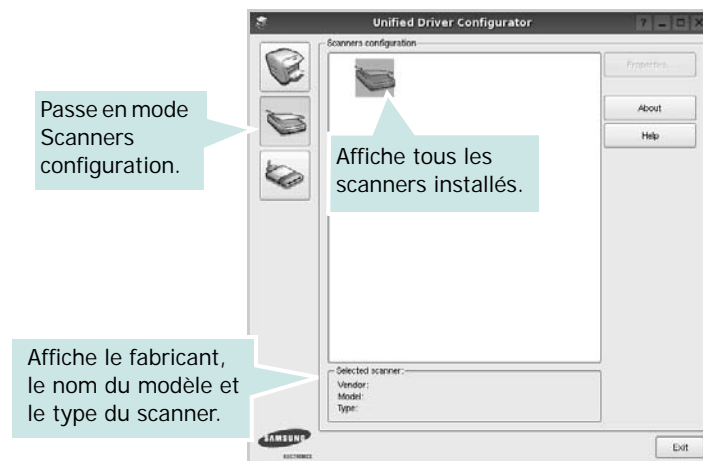 Unified Driver Configurator
Scanners configuration
Properties...
About
Help
Passe en mode
Scanners
configuration.
Affiche tous les
scanners installés.
Affiche le fabricant,
le nom du modèle et
le type du scanner.
Selected scanner:
Vendor:
Model:
Type:
SAMSUNG
ELECTRONICS
Exit